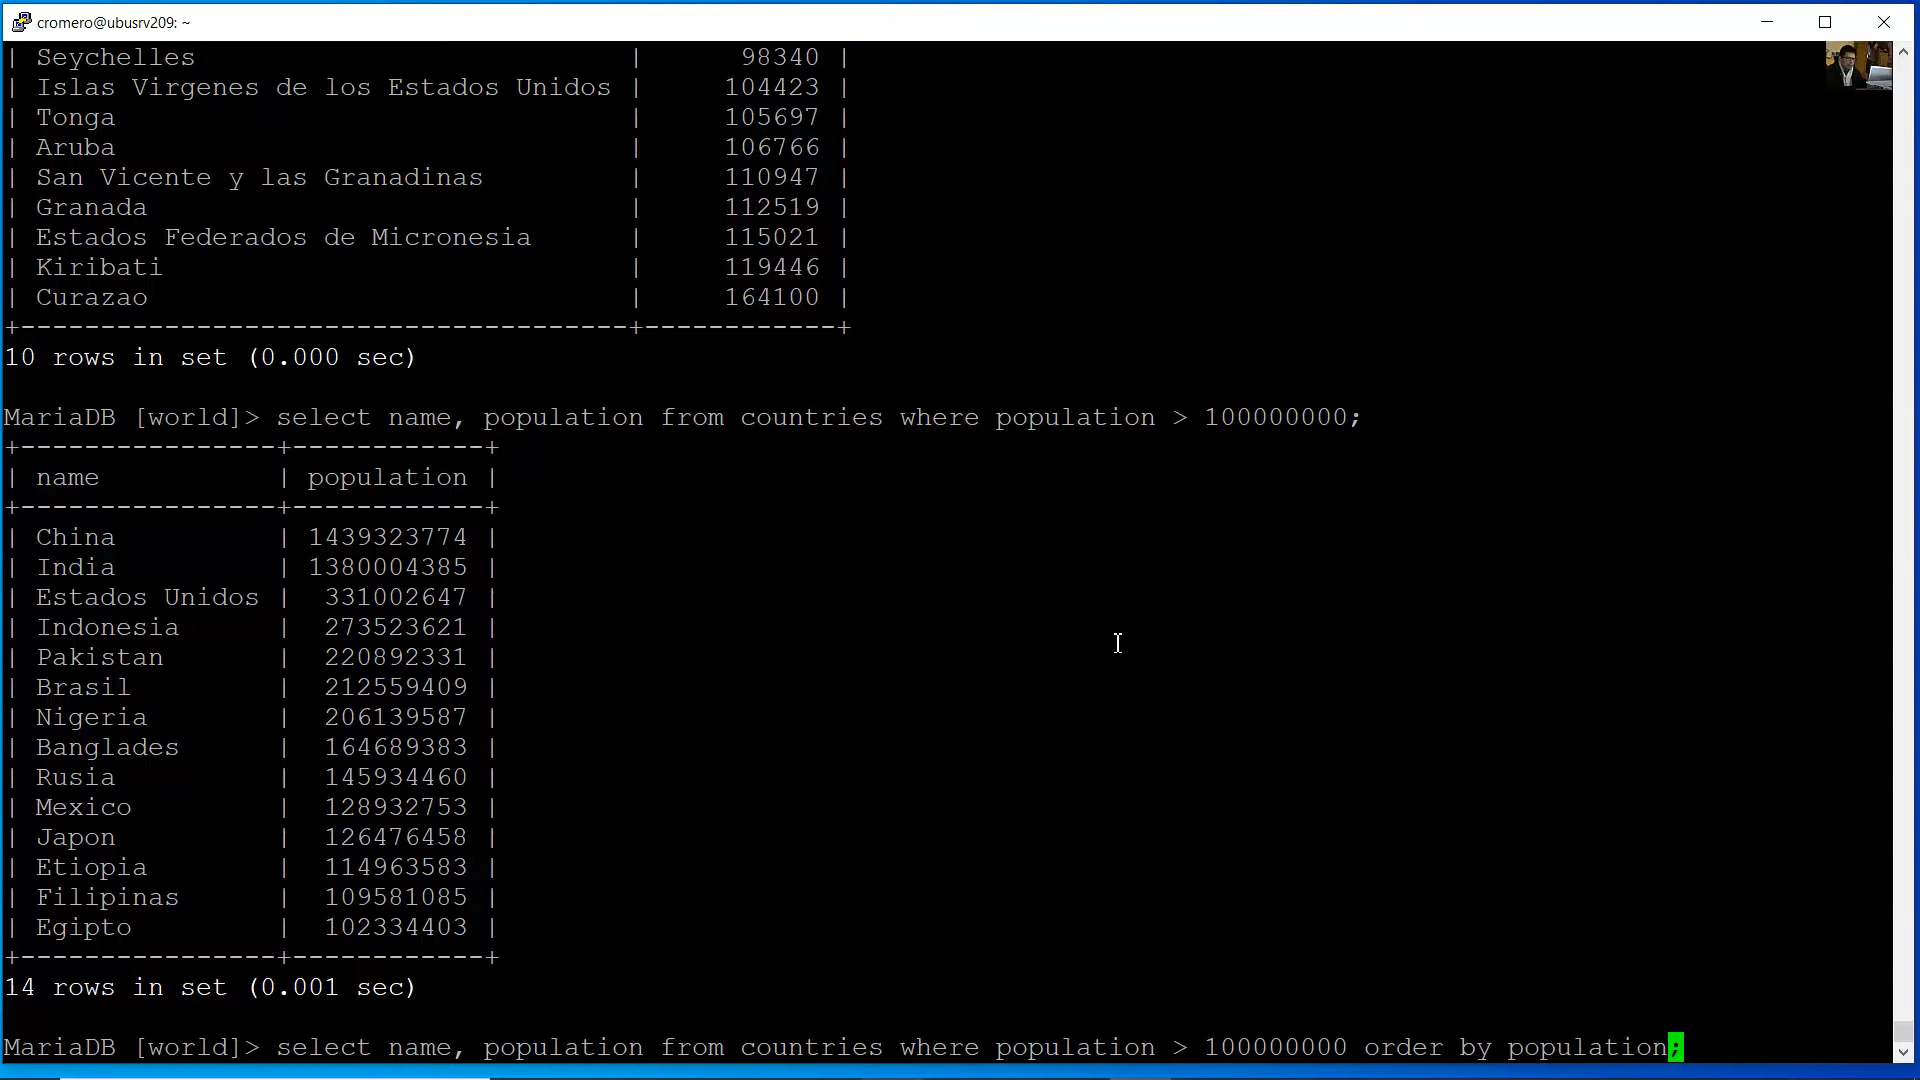 cromero@ubusrv209: ~
| Seychelles | 98340 |
| Islas Virgenes de los Estados Unidos | 104423 |
| Tonga | 105697 |
| Aruba | 106766 |
| San Vicente y las Granadinas | 110947 |
| Granada | 112519 |
| Estados Federados de Micronesia | 115021 |
| Kiribati | 119446 |
| Curazao | 164100 |
+--------------------------------------+------------+
10 rows in set (0.000 sec)
MariaDB [world]> select name, population from countries where population > 100000000;
+----------------+------------+
| name | population |
+----------------+------------+
| China | 1439323774 |
| India | 1380004385 |
| Estados Unidos | 331002647 |
| Indonesia | 273523621 |
| Pakistan | 220892331 |
| Brasil | 212559409 |
| Nigeria | 206139587 |
| Banglades | 164689383 |
| Rusia | 145934460 |
| Mexico | 128932753 |
| Japon | 126476458 |
| Etiopia | 114963583 |
| Filipinas | 109581085 |
| Egipto | 102334403 |
+----------------+------------+
14 rows in set (0.001 sec)
MariaDB [world]> select name, population from countries where population > 100000000 order by population;